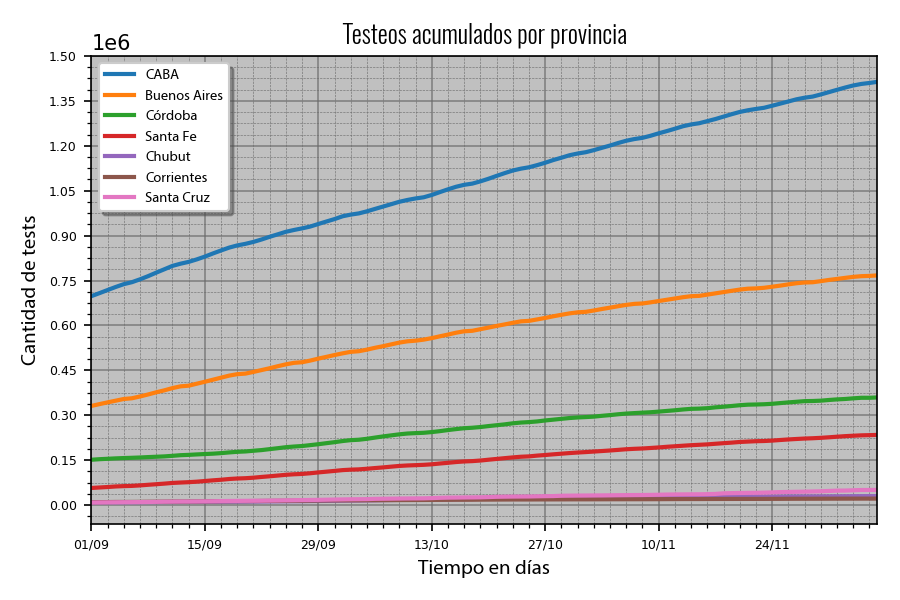 Testeos acumulados por provincia
1e6
1.50
1.35
1.20
1.05
0.90
0.75
0.60
0.45
0.30
0.15
0.00
Cantidad de tests
CABA
Buenos Aires
Córdoba
Santa Fe
Chubut
Corrientes
Santa Cruz
01/09 15/09 29/09 13/10 27/10 10/11 24/11
Tiempo en días